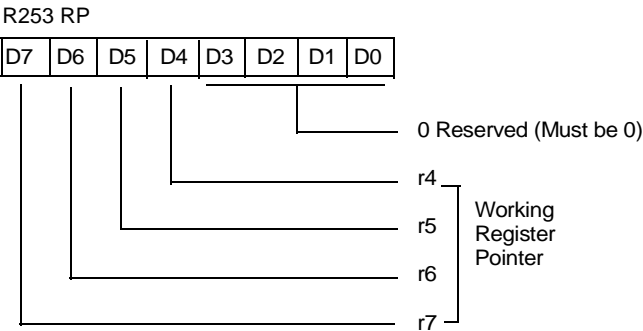 R253 RP
D7 D6 D5 D4 D3 D2 D1 D0
0 Reserved (Must be 0)
r4
r5
r6
r7
Working
Register
Pointer